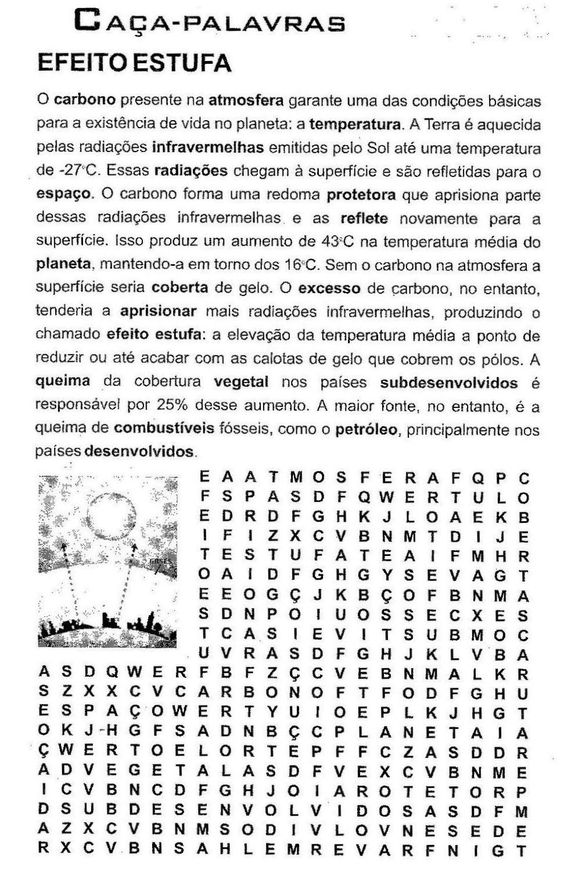 CAÇA-PALAVRAS
EFEITO ESTUFA
O carbono presente na atmosfera garante uma das condições básicas
para a existência de vida no planeta: a temperatura. A Terra é aquecida
pelas radiações infravermelhas emitidas pelo Sol até uma temperatura
de -27°C. Essas radiações chegam à superfície e são refletidas para o
espaço. O carbono forma uma redoma protetora que aprisiona parte
dessas radiações infravermelhas e as reflete novamente para a
superfície. Isso produz um aumento de 43°C na temperatura média do
planeta, mantendo-a em torno dos 16°C. Sem o carbono na atmosfera a
superfície seria coberta de gelo. O excesso de carbono, no entanto,
tenderia a aprisionar mais radiações infravermelhas, produzindo o
chamado efeito estufa: a elevação da temperatura média a ponto de
reduzir ou até acabar com as calotas de gelo que cobrem os pólos. A
queima da cobertura vegetal nos países subdesenvolvidos é
responsável por 25% desse aumento. A maior fonte, no entanto, é a
queima de combustíveis fósseis, como o petróleo, principalmente nos
países desenvolvidos.
E A A T M O S F E R A F Q P C
F S P A S D F Q W E R T U L O
E D R D F G H K J L O A E K B
I F I Z X C V B N M T D I J E
T E S T U F A T E A I F M H R
O A I D F G H G Y S E V A G T
E E O G Ç J K B Ç O F B N M A
S D N P O I U O S S E C X E S
T C A S I E V I T S U B M O C
U V R A S D F G H J K L V B A
A S D Q W E R F B F Z Ç C V E B N M A L K R
S Z X X C V C A R B O N O F T F O D F G H U
E S P A Ç O W E R T Y U I O E P L K J H G T
O K J H G F S A D N B Ç C P L A N E T A I A
Ç W E R T O E L O R T E P F F C Z A S D D R
A D V E G E T A L A S D F V E X C V B N M E
I C V B N C D F G H J O I A R O T E T O R P
D S U B D E S E N V O L V I D O S A S D F M
A Z X C V B N M S O D I V L O V N E S E D E
R X C V B N S A H L E M R E V A R F N I G T